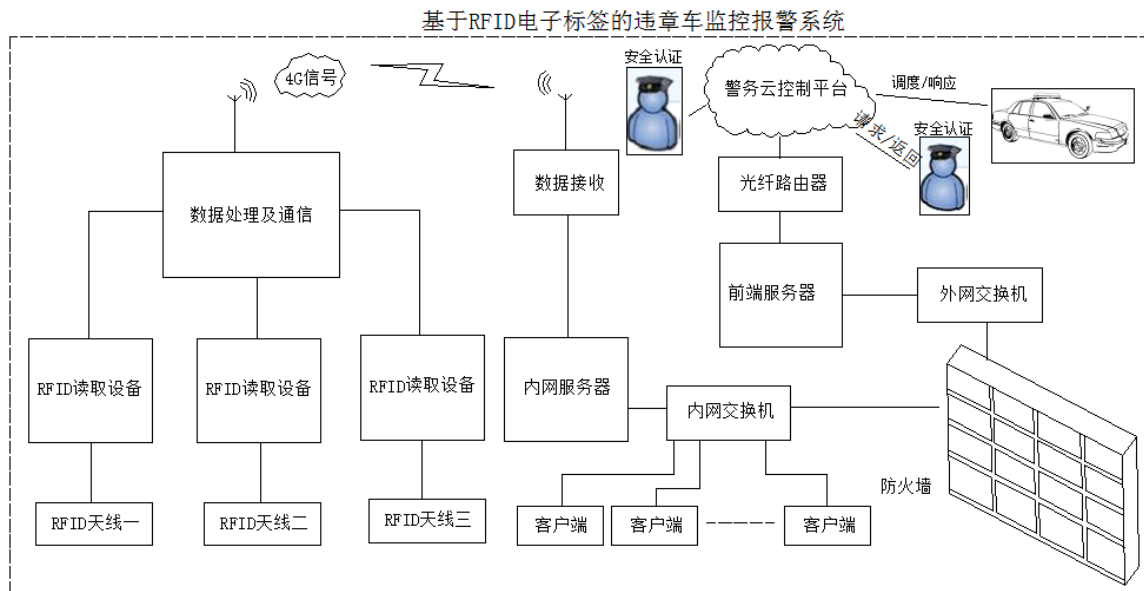 基于RFID电子标签的违章车监控报警系统
4G信号
安全认证
警务云控制平台
调度/响应
请求/返回
安全认证
数据处理及通信
数据接收
光纤路由器
前端服务器
外网交换机
RFID读取设备
RFID读取设备
RFID读取设备
内网服务器
内网交换机
防火墙
RFID天线一
RFID天线二
RFID天线三
客户端
客户端
客户端